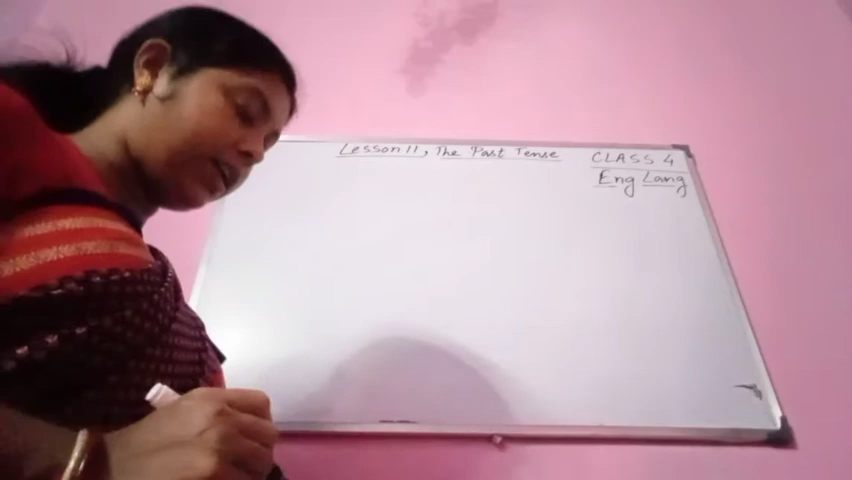 Lesson 11, The Past Tense
CLASS 4
Eng Lang